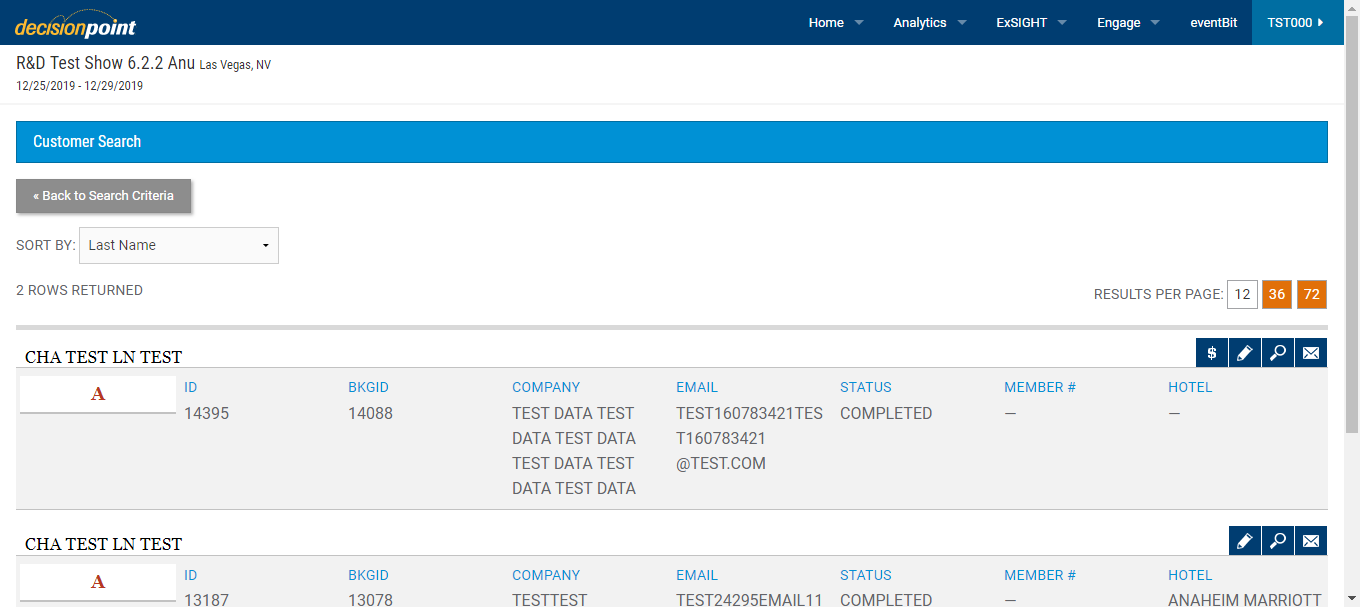 decisionpoint
Home Analytics ExSIGHT Engage eventBit TST000
R&D Test Show 6.2.2 Anu Las Vegas, NV
12/25/2019 - 12/29/2019
Customer Search
« Back to Search Criteria
SORT BY: Last Name
2 ROWS RETURNED
RESULTS PER PAGE: 12 36 72
CHA TEST LN TEST
$
A ID BKGID COMPANY EMAIL STATUS MEMBER # HOTEL
14395 14088 TEST DATA TEST TEST160783421TES COMPLETED — —
DATA TEST DATA T160783421
TEST DATA TEST @TEST.COM
DATA TEST DATA
CHA TEST LN TEST
A ID BKGID COMPANY EMAIL STATUS MEMBER # HOTEL
13187 13078 TESTTEST TEST24295EMAIL11 COMPLETED — ANAHEIM MARRIOTT